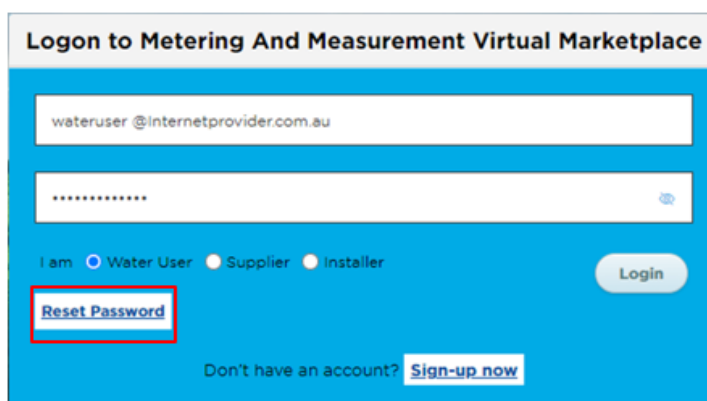 Logon to Metering And Measurement Virtual Marketplace
wateruser @Internetprovider.com.au
•••••••••••••
I am Water User Supplier Installer
Login
Reset Password
Don't have an account? Sign-up now